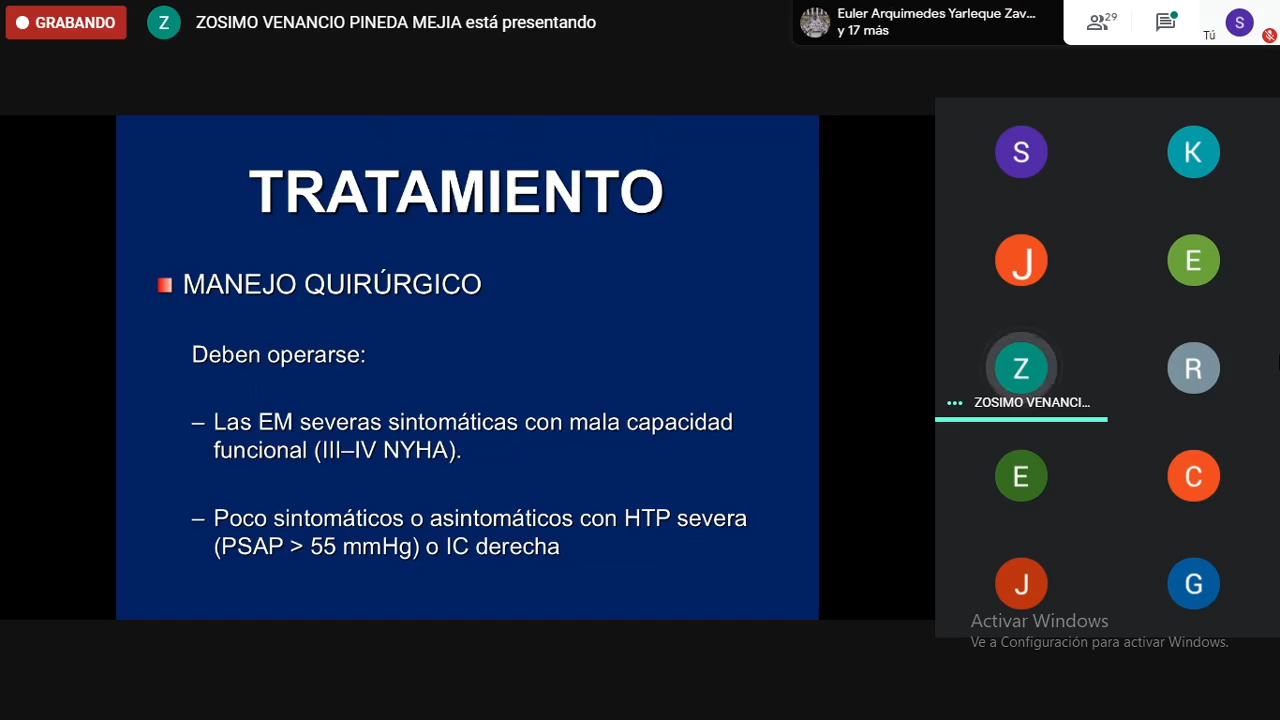 GRABANDO
Z
ZOSIMO VENANCIO PINEDA MEJIA está presentando
Euler Arquimedes Yarleque Zav...
y 17 más
29
Tú
S
TRATAMIENTO
MANEJO QUIRÚRGICO
Deben operarse:
– Las EM severas sintomáticas con mala capacidad
funcional (III–IV NYHA).
– Poco sintomáticos o asintomáticos con HTP severa
(PSAP > 55 mmHg) o IC derecha
S
K
J
E
Z
R
ZOSIMO VENANCI...
E
C
J
G
Activar Windows
Ve a Configuración para activar Windows.